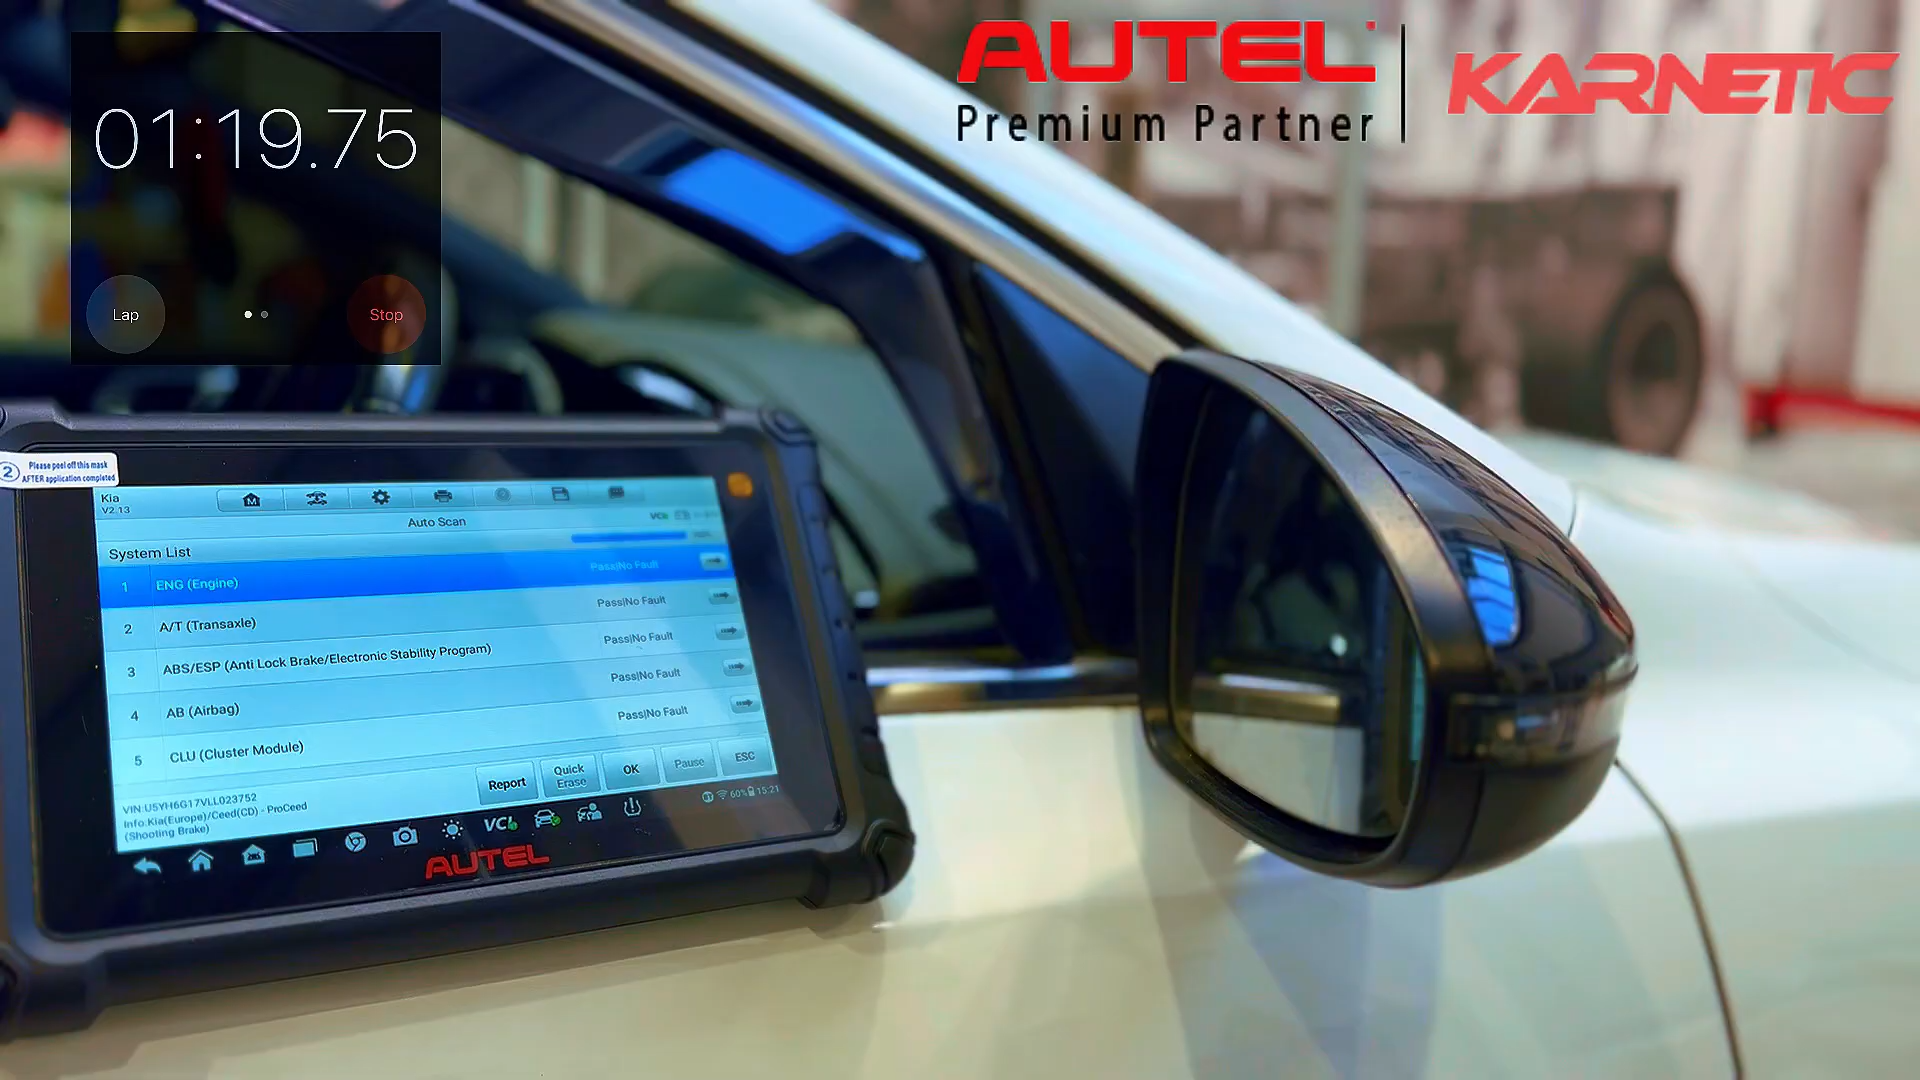 AUTEL
Premium Partner
KARNETIC
01:19.75
Lap
Stop
2
Please peel off this mask
AFTER application completed
Kia
V2.13
Auto Scan
VCI
System List
1 ENG (Engine) Pass|No Fault
2 A/T (Transaxle) Pass|No Fault
3 ABS/ESP (Anti Lock Brake/Electronic Stability Program) Pass|No Fault
4 AB (Airbag) Pass|No Fault
5 CLU (Cluster Module) Pass|No Fault
Report
Quick
Erase
OK
Pause
ESC
VIN:U5YH6G17VLL023752
Info:Kia(Europe)/Ceed(CD) - ProCeed
(Shooting Brake)
VCI
60% 15:21
AUTEL